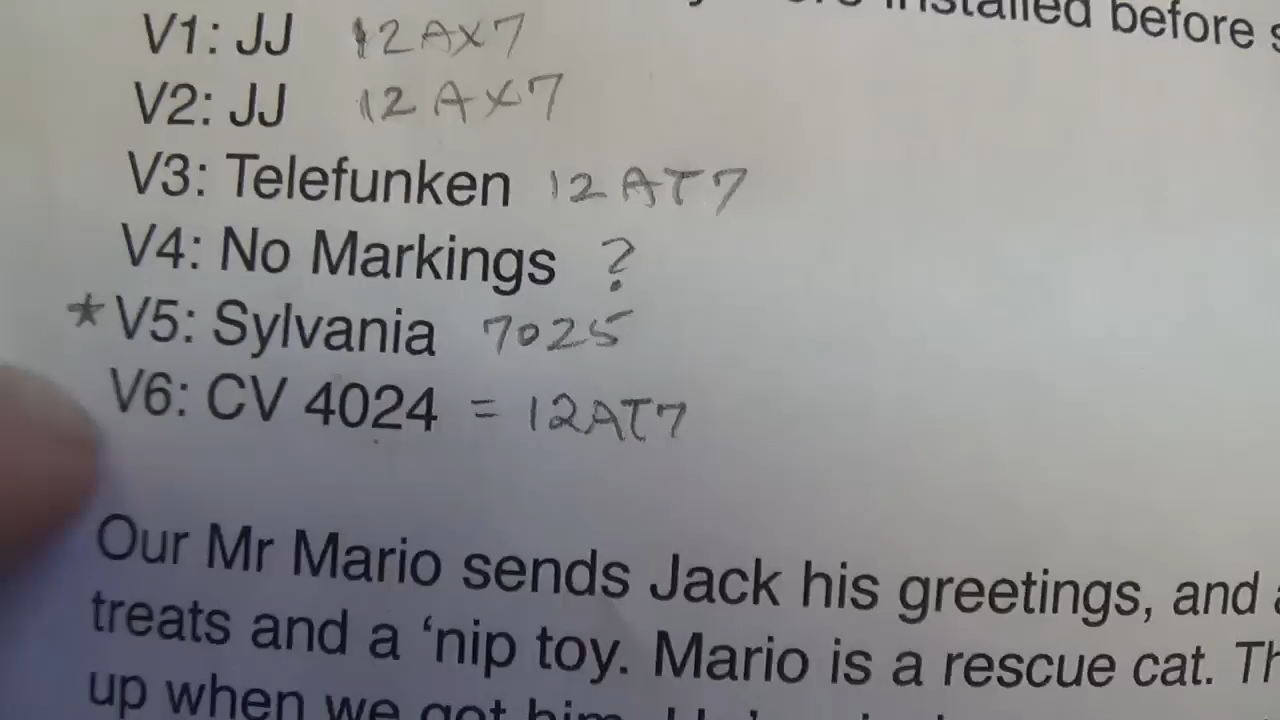 installed before
V1: JJ 12AX7
V2: JJ 12AX7
V3: Telefunken 12AT7
V4: No Markings ?
* V5: Sylvania 7025
V6: CV 4024 = 12AT7
Our Mr Mario sends Jack his greetings, and
treats and a ‘nip toy. Mario is a rescue cat.
up when we got him.